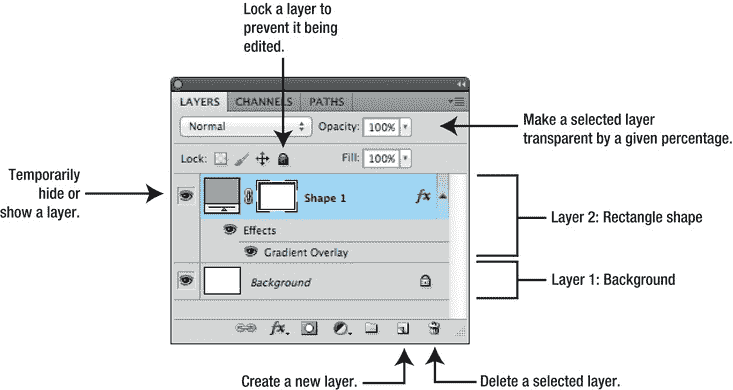 Lock a layer to
prevent it being
edited.
LAYERS CHANNELS PATHS
Normal Opacity: 100%
Make a selected layer
transparent by a given percentage.
Lock: Fill: 100%
Temporarily
hide or
show a layer.
Shape 1 fx
Layer 2: Rectangle shape
Effects
Gradient Overlay
Background
Layer 1: Background
fx
Create a new layer.
Delete a selected layer.